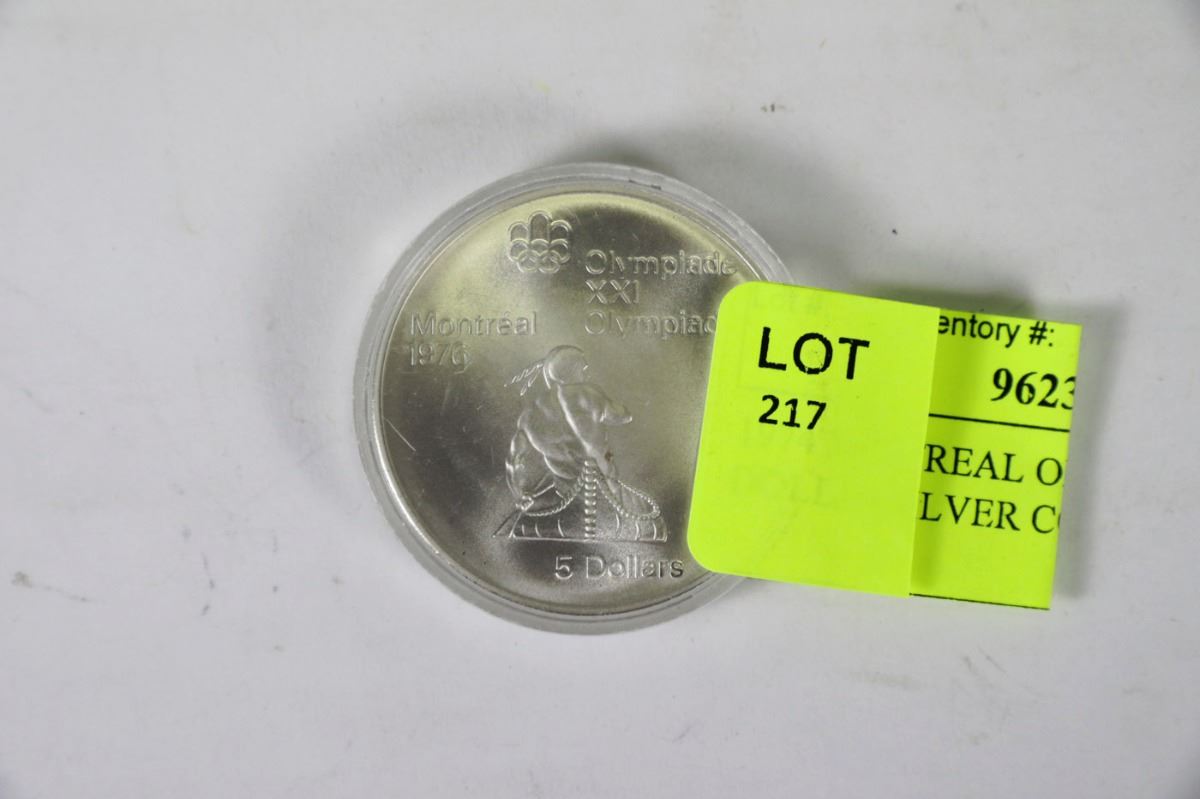 Olympiade
XXI
Olympiad
Montréal
1976
5 Dollars
LOT
217
entory #:
9623
REAL O
LVER C